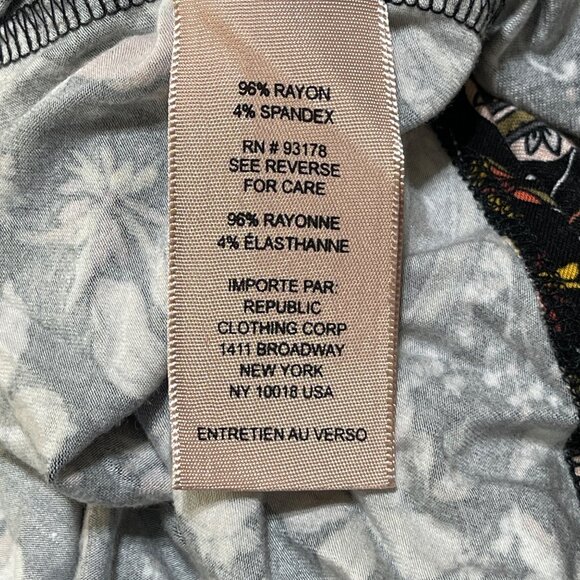 96% RAYON
4% SPANDEX
RN # 93178
SEE REVERSE
FOR CARE
96% RAYONNE
4% ÉLASTHANNE
IMPORTE PAR:
REPUBLIC
CLOTHING CORP
1411 BROADWAY
NEW YORK
NY 10018 USA
ENTRETIEN AU VERSO